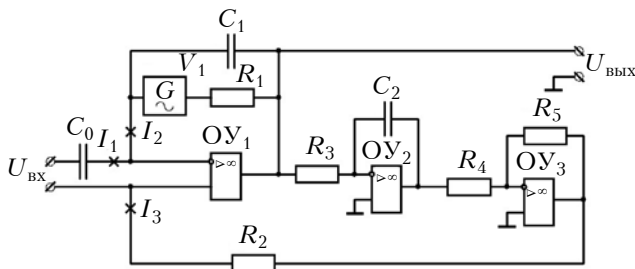 C₁
V₁
G
R₁
Uвых
C₀
I₁
I₂
ОУ₁
C₂
R₃
ОУ₂
R₄
R₅
ОУ₃
Uвх
▷∞
▷∞
▷∞
I₃
R₂